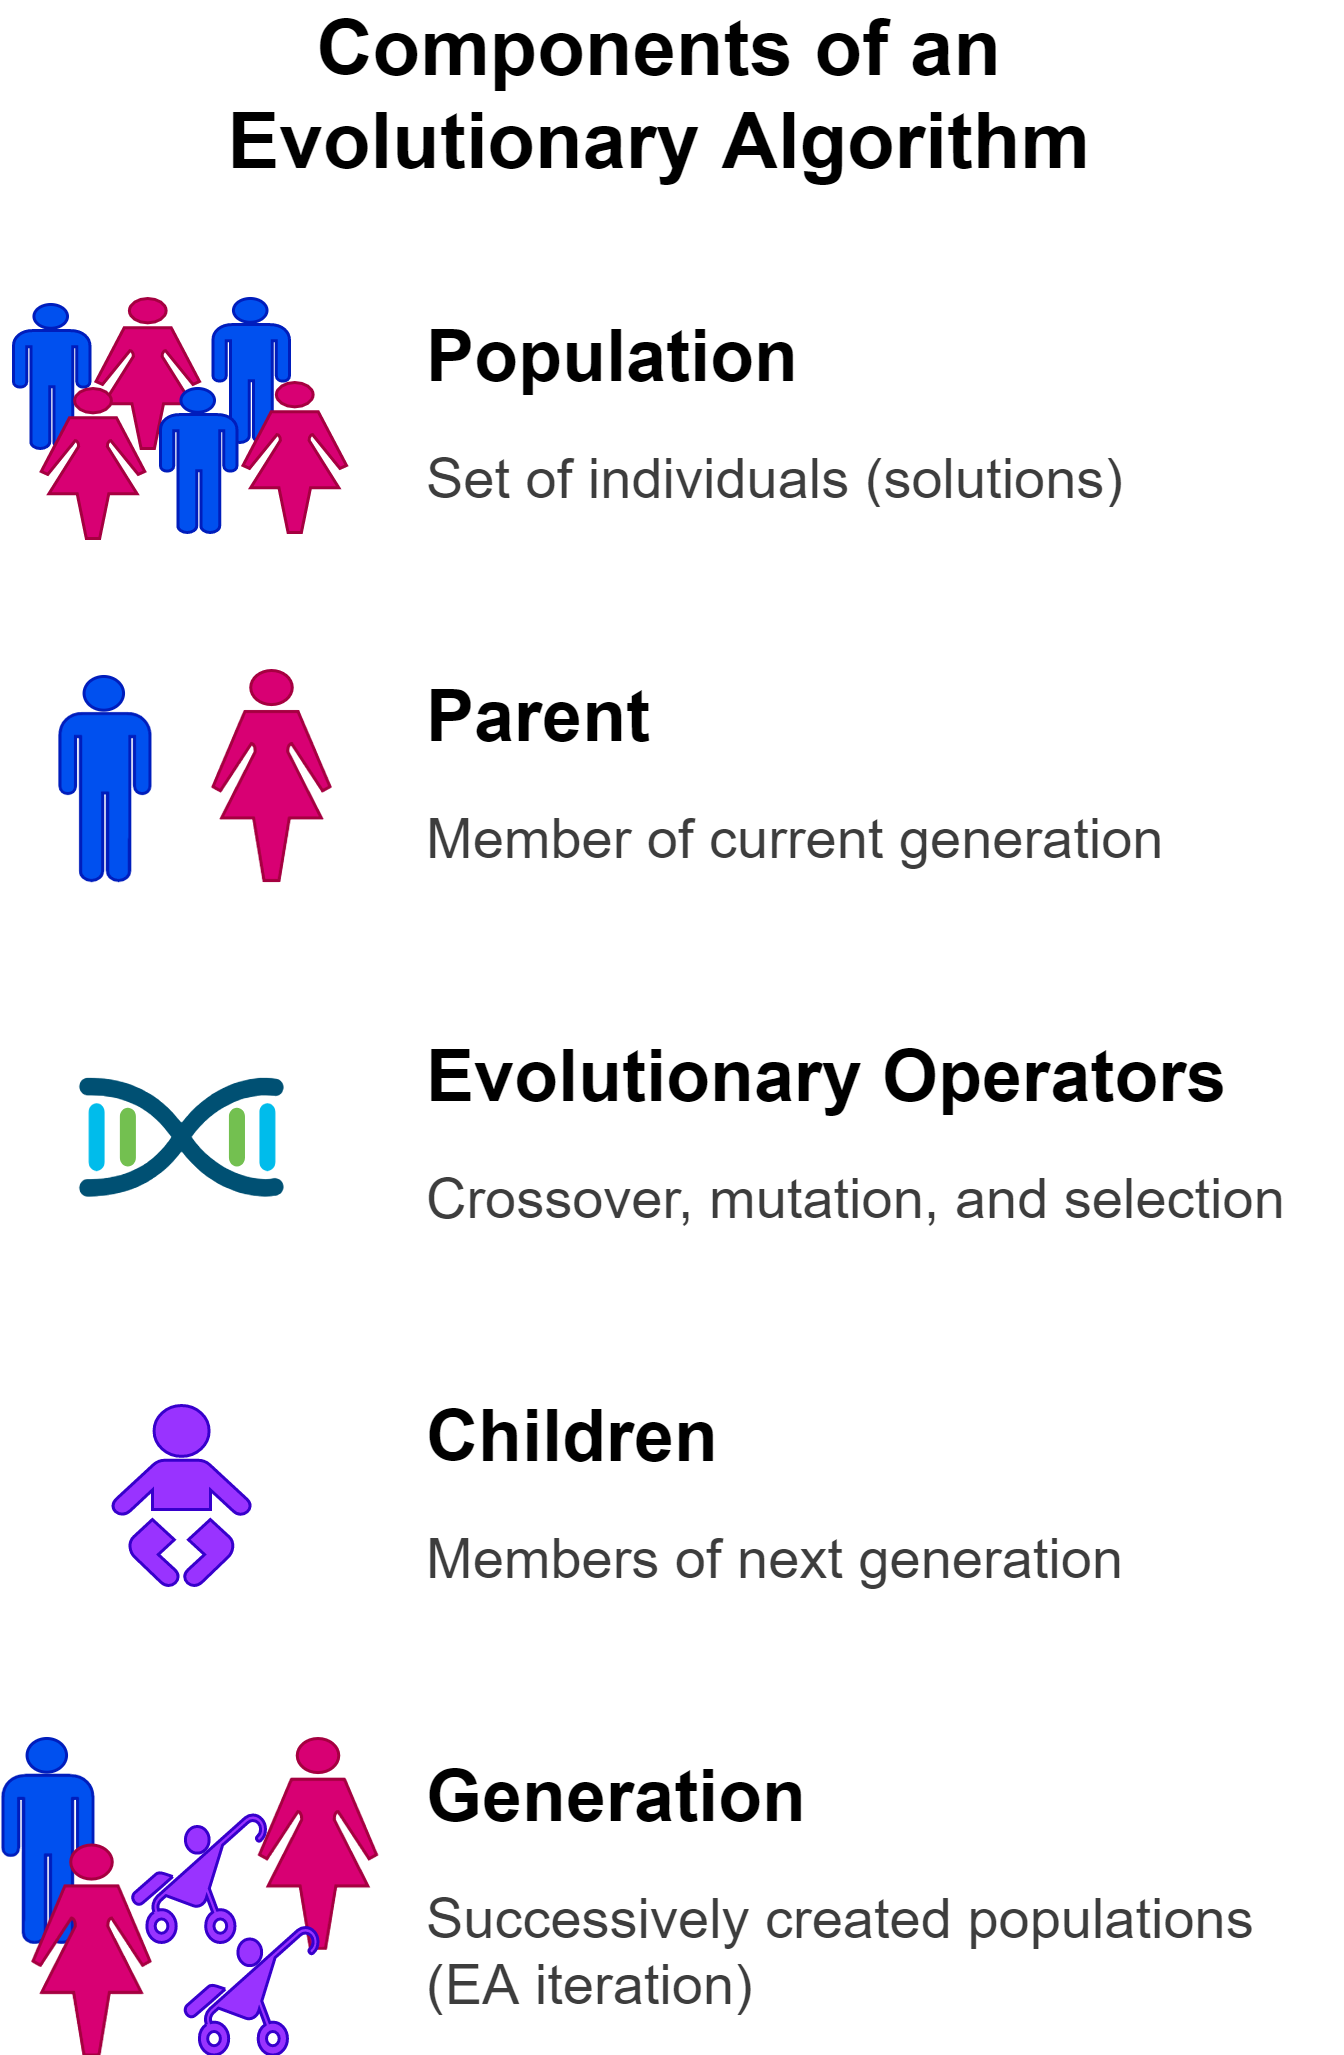 Components of an
Evolutionary Algorithm
Population
Set of individuals (solutions)
Parent
Member of current generation
Evolutionary Operators
Crossover, mutation, and selection
Children
Members of next generation
Generation
Successively created populations
(EA iteration)